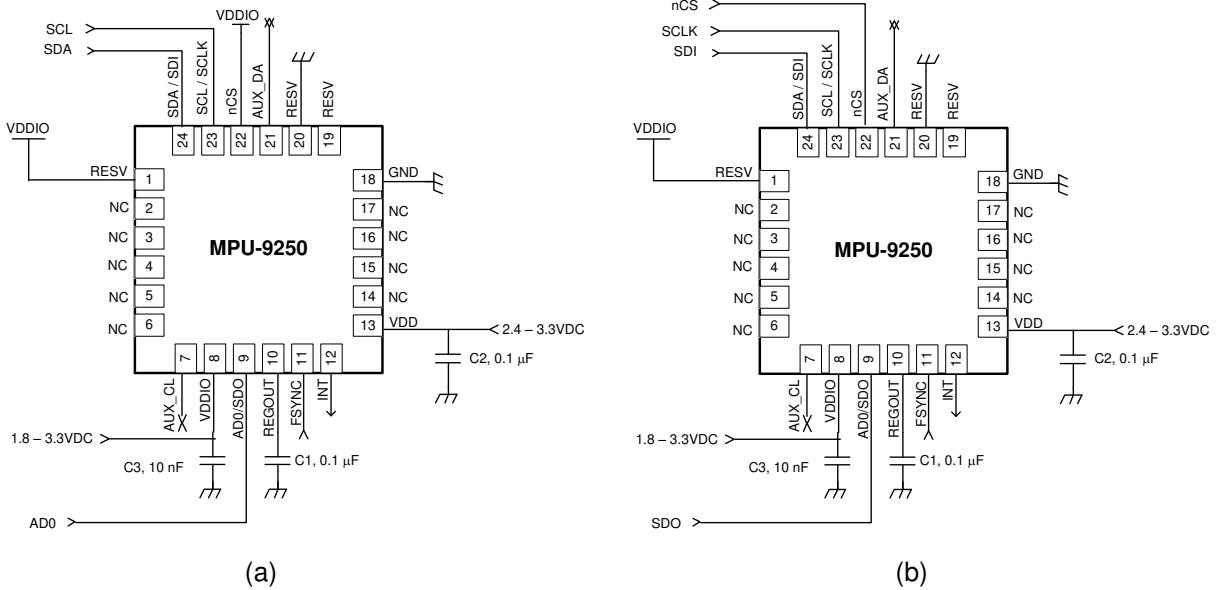 SCL
SDA
VDDIO
SDA / SDI
SCL / SCLK
nCS
AUX_DA
RESV
RESV
24
23
22
21
20
19
VDDIO
RESV
1
NC
2
NC
3
NC
4
NC
5
NC
6
MPU-9250
18
GND
17
NC
16
NC
15
NC
14
NC
13
VDD
2.4 – 3.3VDC
C2, 0.1 µF
7
8
9
10
11
12
AUX_CL
VDDIO
AD0/SDO
REGOUT
FSYNC
INT
1.8 – 3.3VDC
C3, 10 nF
C1, 0.1 µF
AD0
(a)
nCS
SCLK
SDI
SDA / SDI
SCL / SCLK
nCS
AUX_DA
RESV
RESV
24
23
22
21
20
19
VDDIO
RESV
1
NC
2
NC
3
NC
4
NC
5
NC
6
MPU-9250
18
GND
17
NC
16
NC
15
NC
14
NC
13
VDD
2.4 – 3.3VDC
C2, 0.1 µF
7
8
9
10
11
12
AUX_CL
VDDIO
AD0/SDO
REGOUT
FSYNC
INT
1.8 – 3.3VDC
C3, 10 nF
C1, 0.1 µF
SDO
(b)